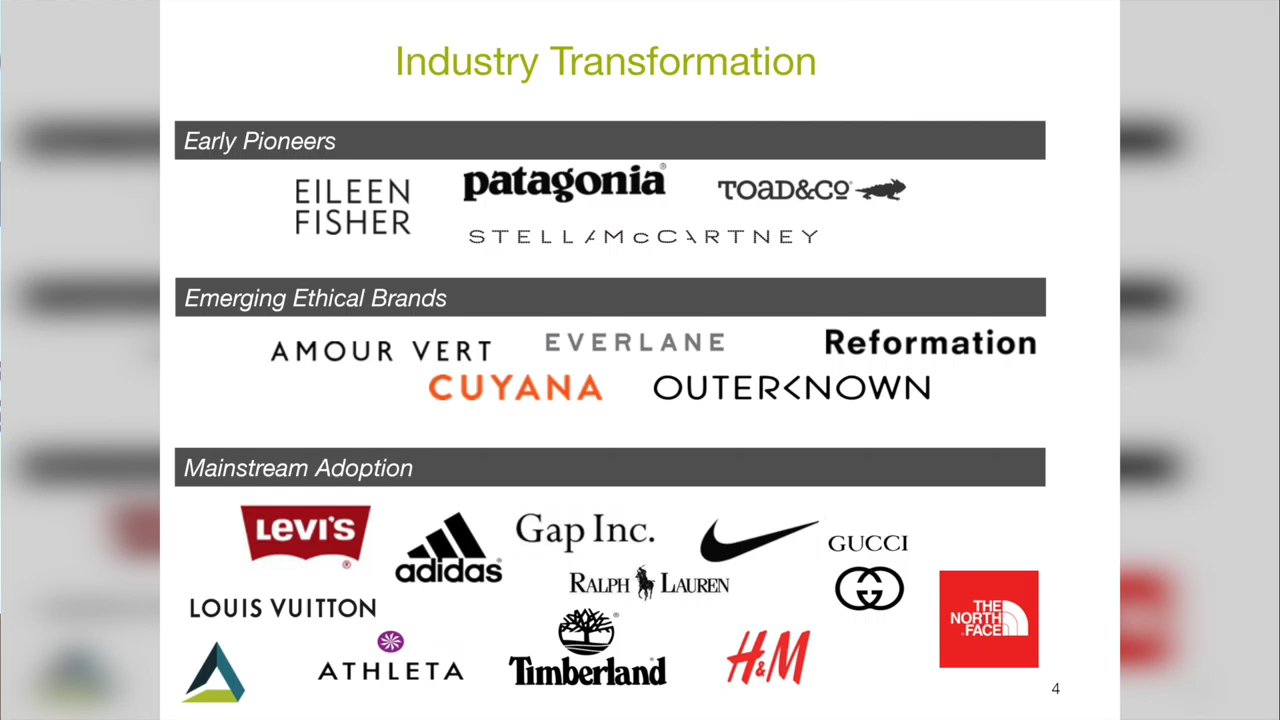 Industry Transformation
Early Pioneers
EILEEN
FISHER
patagonia®
TOAD&CO®
STELLA McCARTNEY
Emerging Ethical Brands
AMOUR VERT
EVERLANE
Reformation
CUYANA
OUTERKNOWN
Mainstream Adoption
LEVI'S
®
adidas®
Gap Inc.
GUCCI
RALPH LAUREN
LOUIS VUITTON
THE
NORTH
FACE
ATHLETA
Timberland®
H&M
4